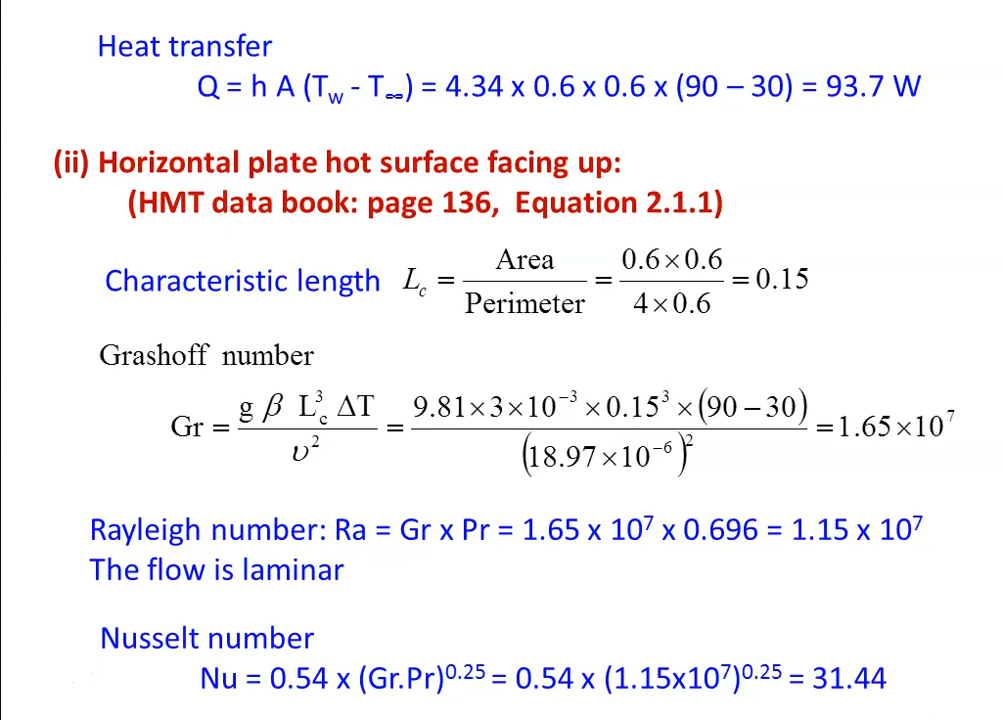 Heat transfer
Q = h A (T_w - T_∞) = 4.34 x 0.6 x 0.6 x (90 – 30) = 93.7 W
(ii) Horizontal plate hot surface facing up:
(HMT data book: page 136, Equation 2.1.1)
Characteristic length L_c = Area / Perimeter = 0.6×0.6 / 4×0.6 = 0.15
Grashoff number
Gr = g β L_c^3 ΔT / υ^2 = 9.81×3×10^−3 ×0.15^3 ×(90−30) / (18.97×10^−6)^2 = 1.65×10^7
Rayleigh number: Ra = Gr x Pr = 1.65 x 10^7 x 0.696 = 1.15 x 10^7
The flow is laminar
Nusselt number
Nu = 0.54 x (Gr.Pr)^0.25 = 0.54 x (1.15x10^7)^0.25 = 31.44